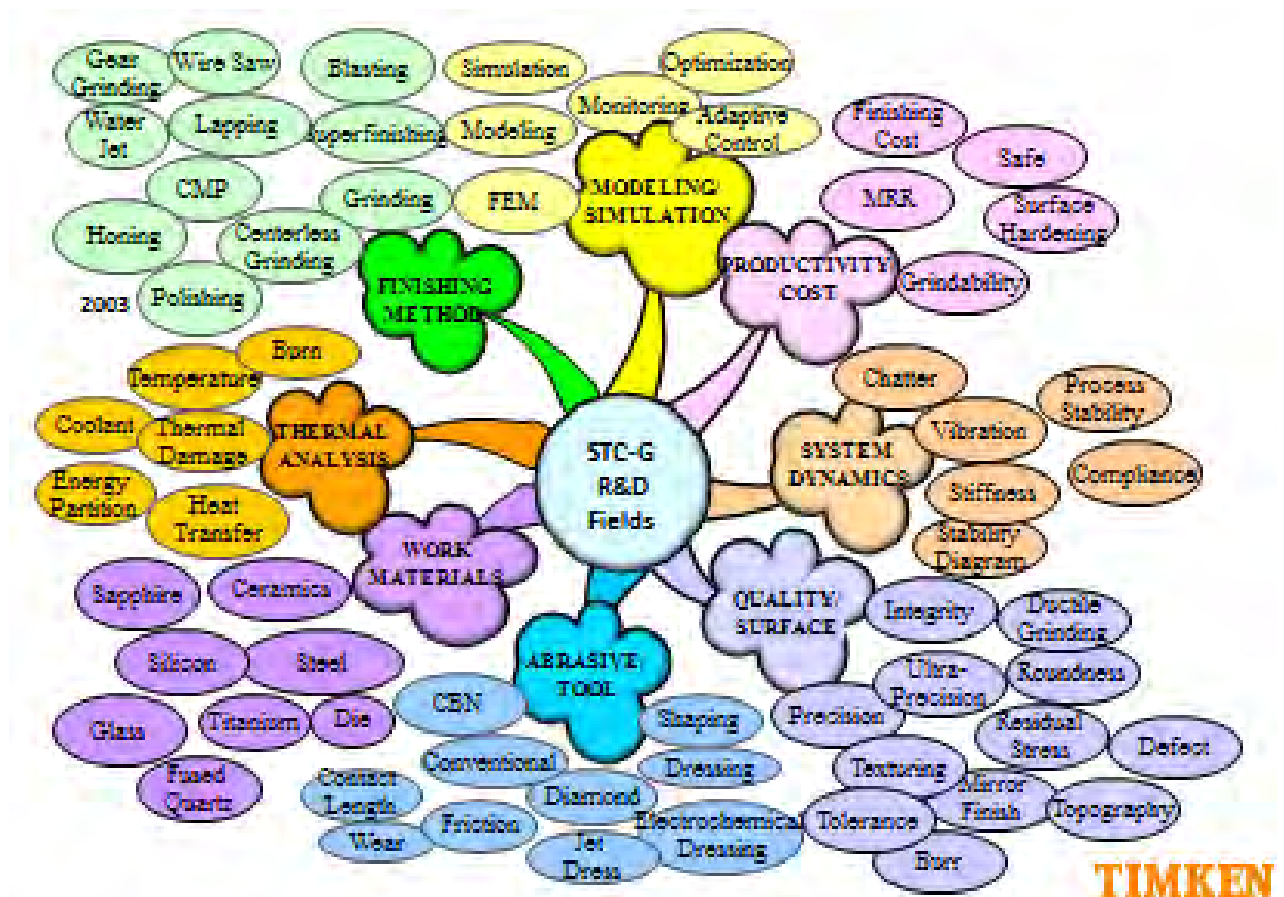 Gear
Grinding
Wire Saw
Blasting
Simulation
Optimization
Monitoring
Water
Jet
Lapping
Superfinishing
Modeling
Adaptive
Control
Finishing
Cost
Safe
CMP
Grinding
FEM
MODELING/
SIMULATION
MRR
Surface
Hardening
Honing
Centerless
Grinding
2003
Polishing
FINISHING
METHOD
PRODUCTIVITY/
COST
Grindability
Burn
Temperature
Coolant
Thermal
Damage
THERMAL
ANALYSIS
Energy
Partition
Heat
Transfer
STC-G
R&D
Fields
Chatter
Process
Stability
Vibration
SYSTEM
DYNAMICS
Compliance
Stiffness
Stability
Diagram
WORK
MATERIALS
Sapphire
Ceramics
Silicon
Steel
Glass
Titanium
Die
Fused
Quartz
QUALITY/
SURFACE
Integrity
Ductile
Grinding
Ultra-
Precision
Roundness
Precision
Residual
Stress
Defect
Texturing
Mirror
Finish
Topography
Tolerance
Burr
ABRASIVE/
TOOL
CBN
Shaping
Conventional
Dressing
Contact
Length
Diamond
Wear
Friction
Electrochemical
Dressing
Jet
Dress
TIMKEN